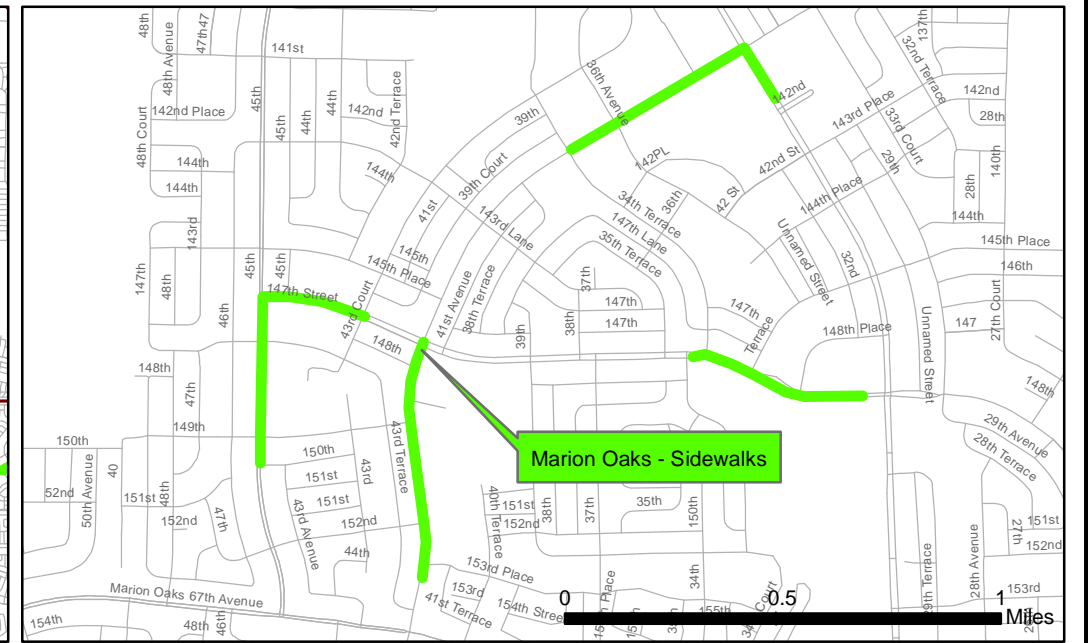 48th
48th Avenue
47th47
141st
45th
45th
44th
44th
142nd
42nd Terrace
142nd Place
48th Court
144th
144th
143rd
144th
39th
36th Avenue
142nd
137th
32nd Terrace
142nd
28th
143rd Place
33rd Court
29th
140th
28th
42nd St
142PL
39th Court
41st
143rd Lane
34th Terrace
36th
42 St
144th Place
144th
147th Lane
35th Terrace
Unnamed Street
32nd
145th Place
146th
145th
145th Place
45th
45th
147th
48th
46th
147th Street
43rd Court
41st Avenue
38th Terrace
37th
147th
147th
39th
38th
147th
Terrace
148th Place
Unnamed Street
147
27th Court
148th
148th
47th
148th
29th Avenue
28th Terrace
Marion Oaks - Sidewalks
150th
149th
40
50th Avenue
52nd
151st
48th
152nd
47th
150th
151st
151st
152nd
43rd
43rd Terrace
43rd Avenue
44th
40th Terrace
151st
152nd
38th
37th
35th
150th
34th
151st
27th
152nd
28th Avenue
29th Terrace
153rd
153rd Place
153rd
41st Terrace
154th Street
155th
Marion Oaks 67th Avenue
154th
48th
46th
0
0.5
1
Miles